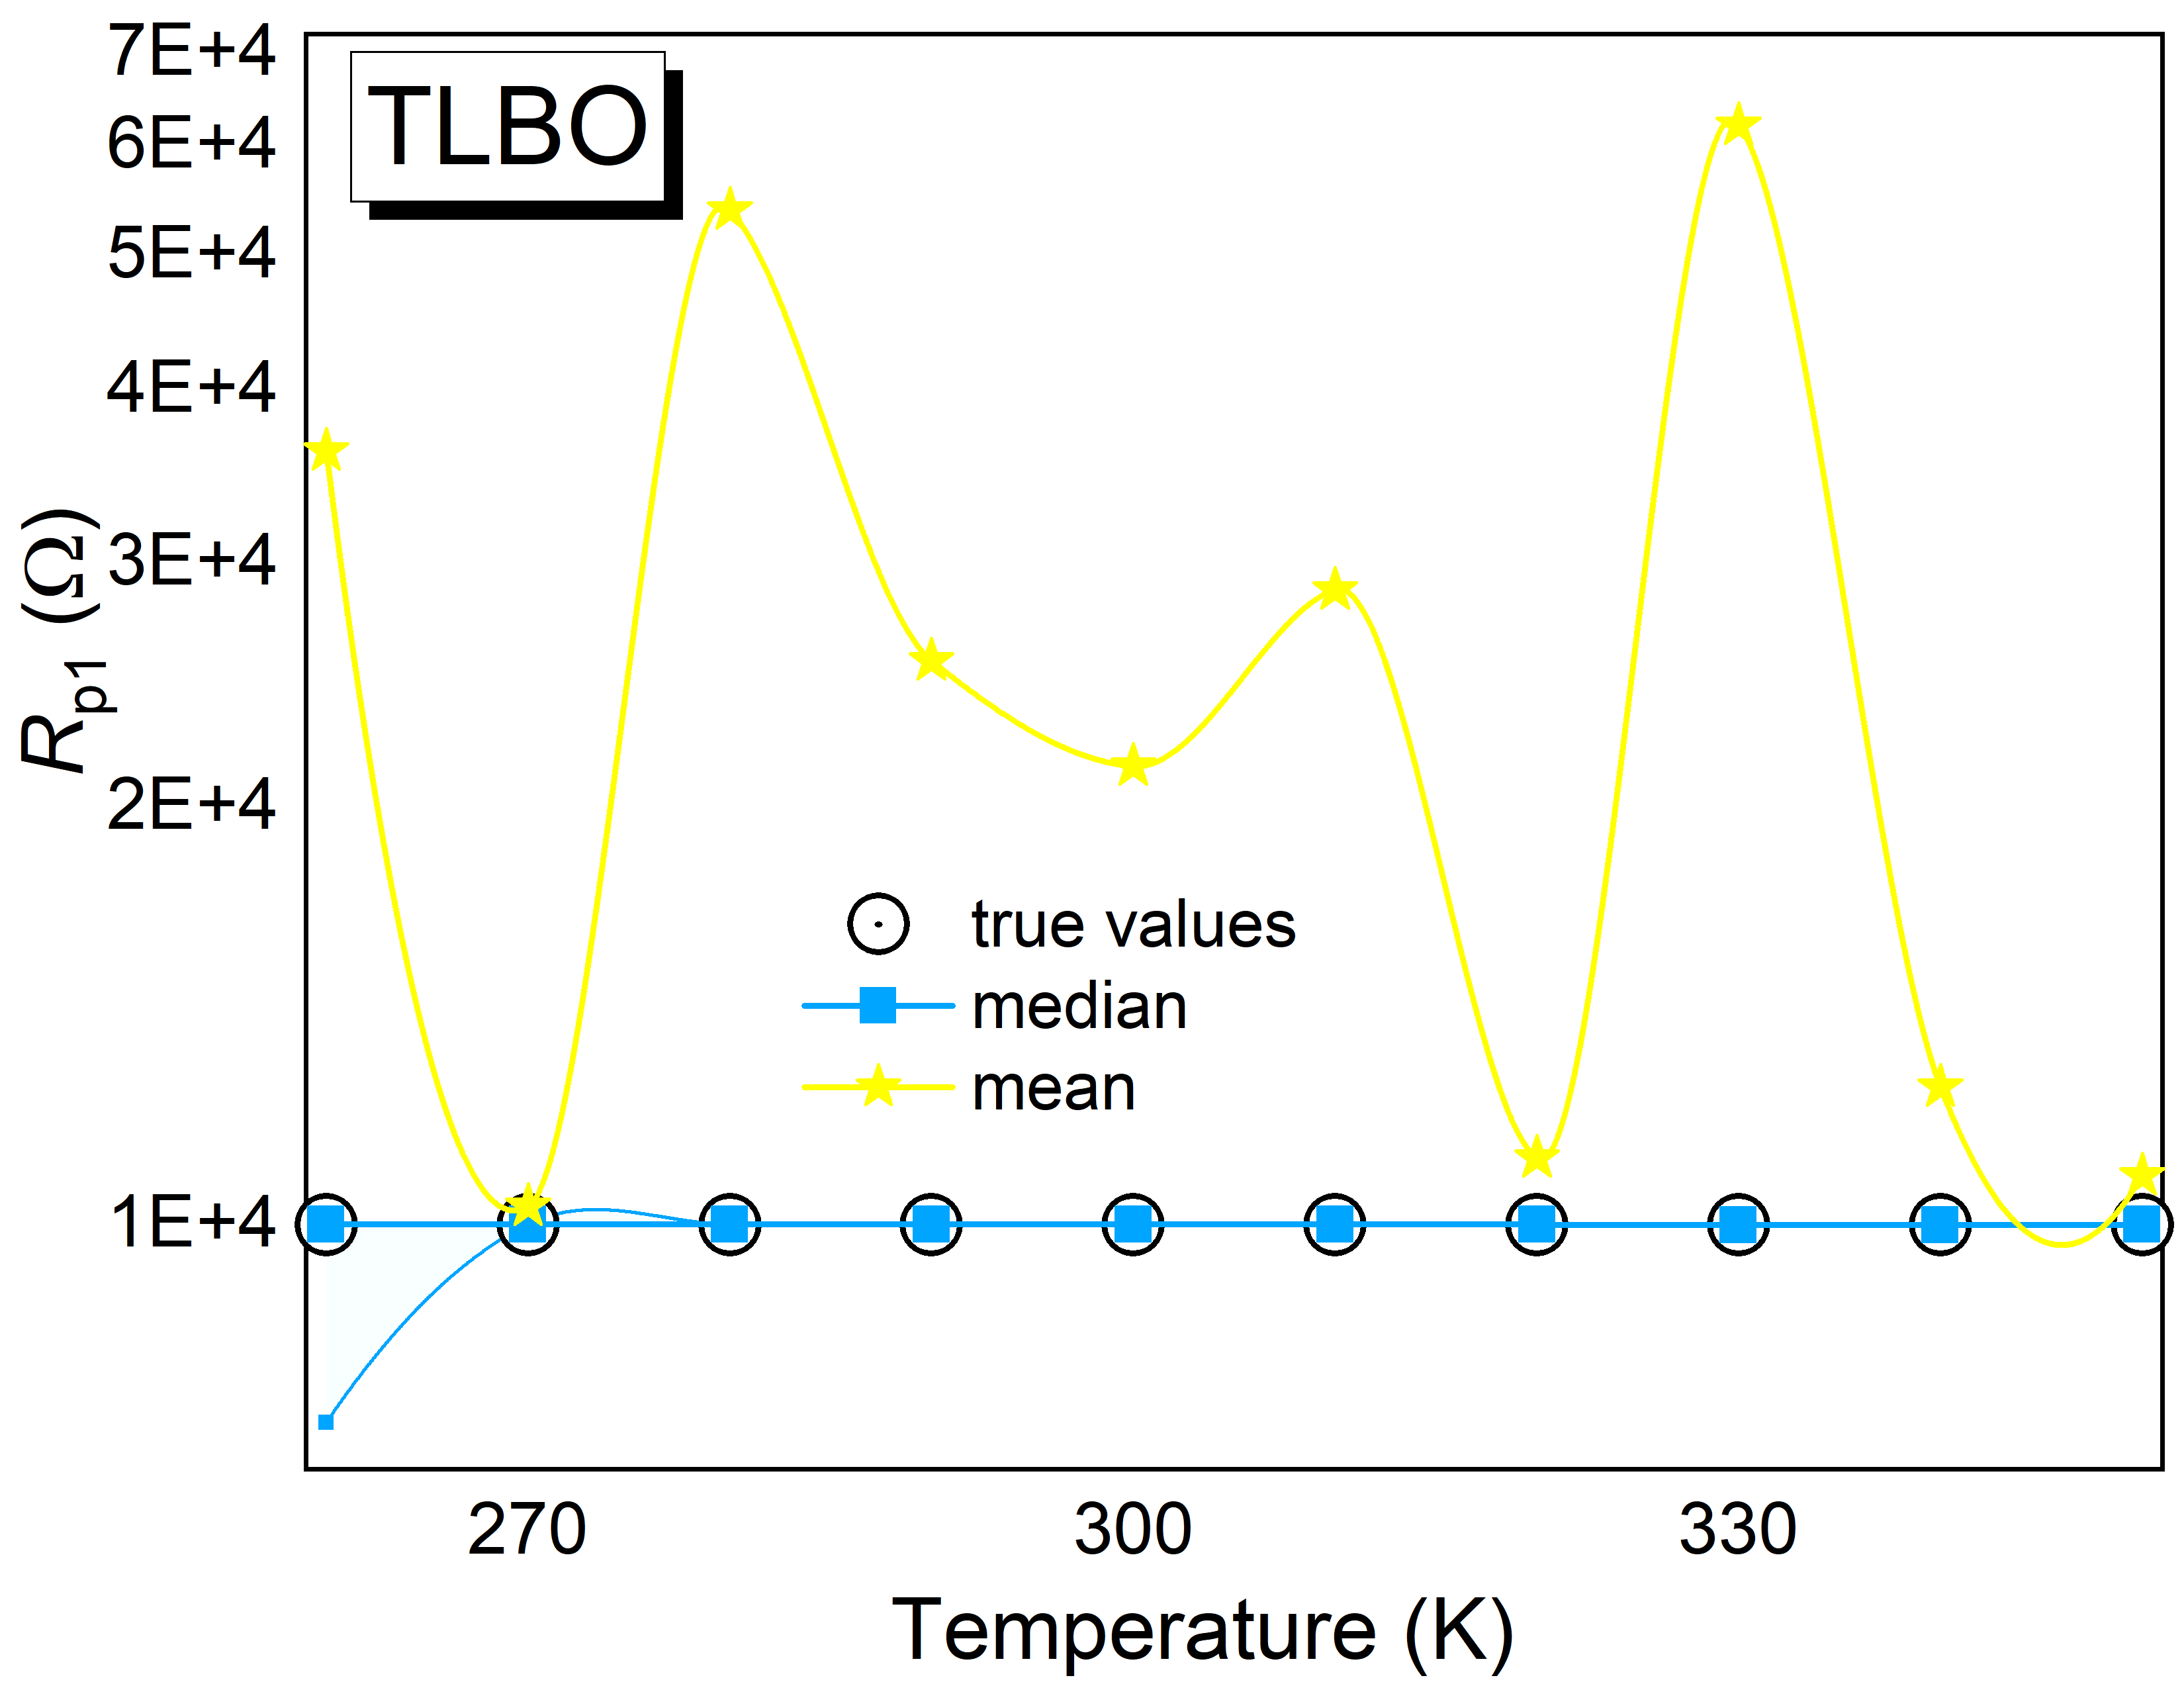 TLBO
7E+4
6E+4
5E+4
4E+4
3E+4
2E+4
1E+4
Rp1 (Ω)
true values
median
mean
270 300 330
Temperature (K)